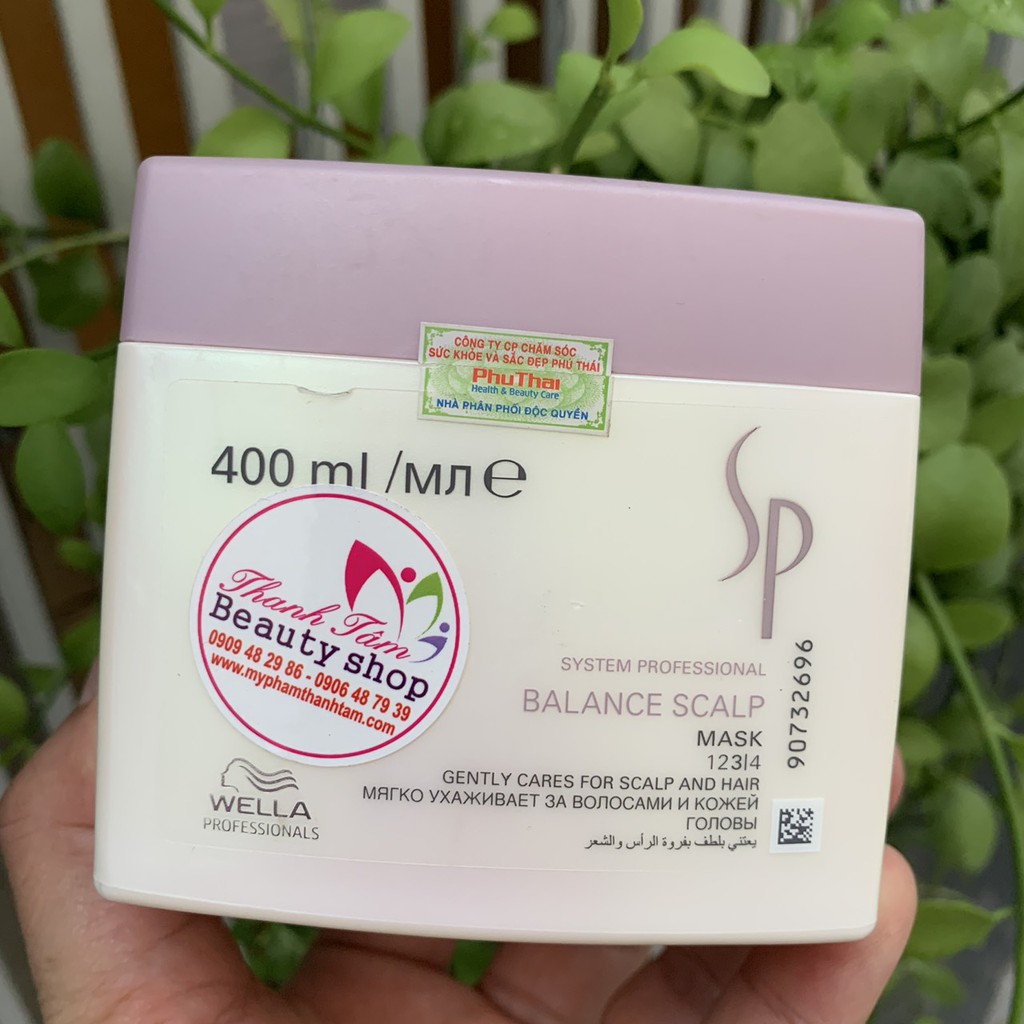 CÔNG TY CP CHĂM SÓC
SỨC KHỎE VÀ SẮC ĐẸP PHÚ THÁI
PhuThai
Health & Beauty Care
NHÀ PHÂN PHỐI ĐỘC QUYỀN
400 ml /мл e
SP
Thanh Tâm
Beauty shop
0909 48 29 86 - 0906 48 79 39
www.myphamthanhtam.com
SYSTEM PROFESSIONAL
BALANCE SCALP
MASK
123|4
GENTLY CARES FOR SCALP AND HAIR
МЯГКО УХАЖИВАЕТ ЗА ВОЛОСАМИ И КОЖЕЙ
ГОЛОВЫ
يعتني بلطف بفروة الرأس والشعر
90732696
WELLA
PROFESSIONALS